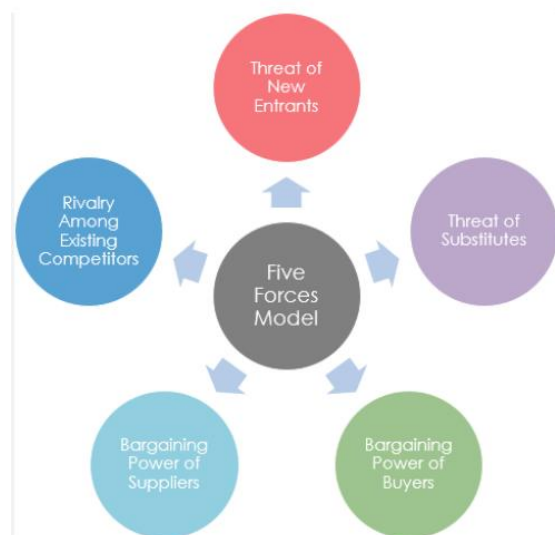 Threat of
New
Entrants
Rivalry
Among
Existing
Competitors
Threat of
Substitutes
Five
Forces
Model
Bargaining
Power of
Suppliers
Bargaining
Power of
Buyers